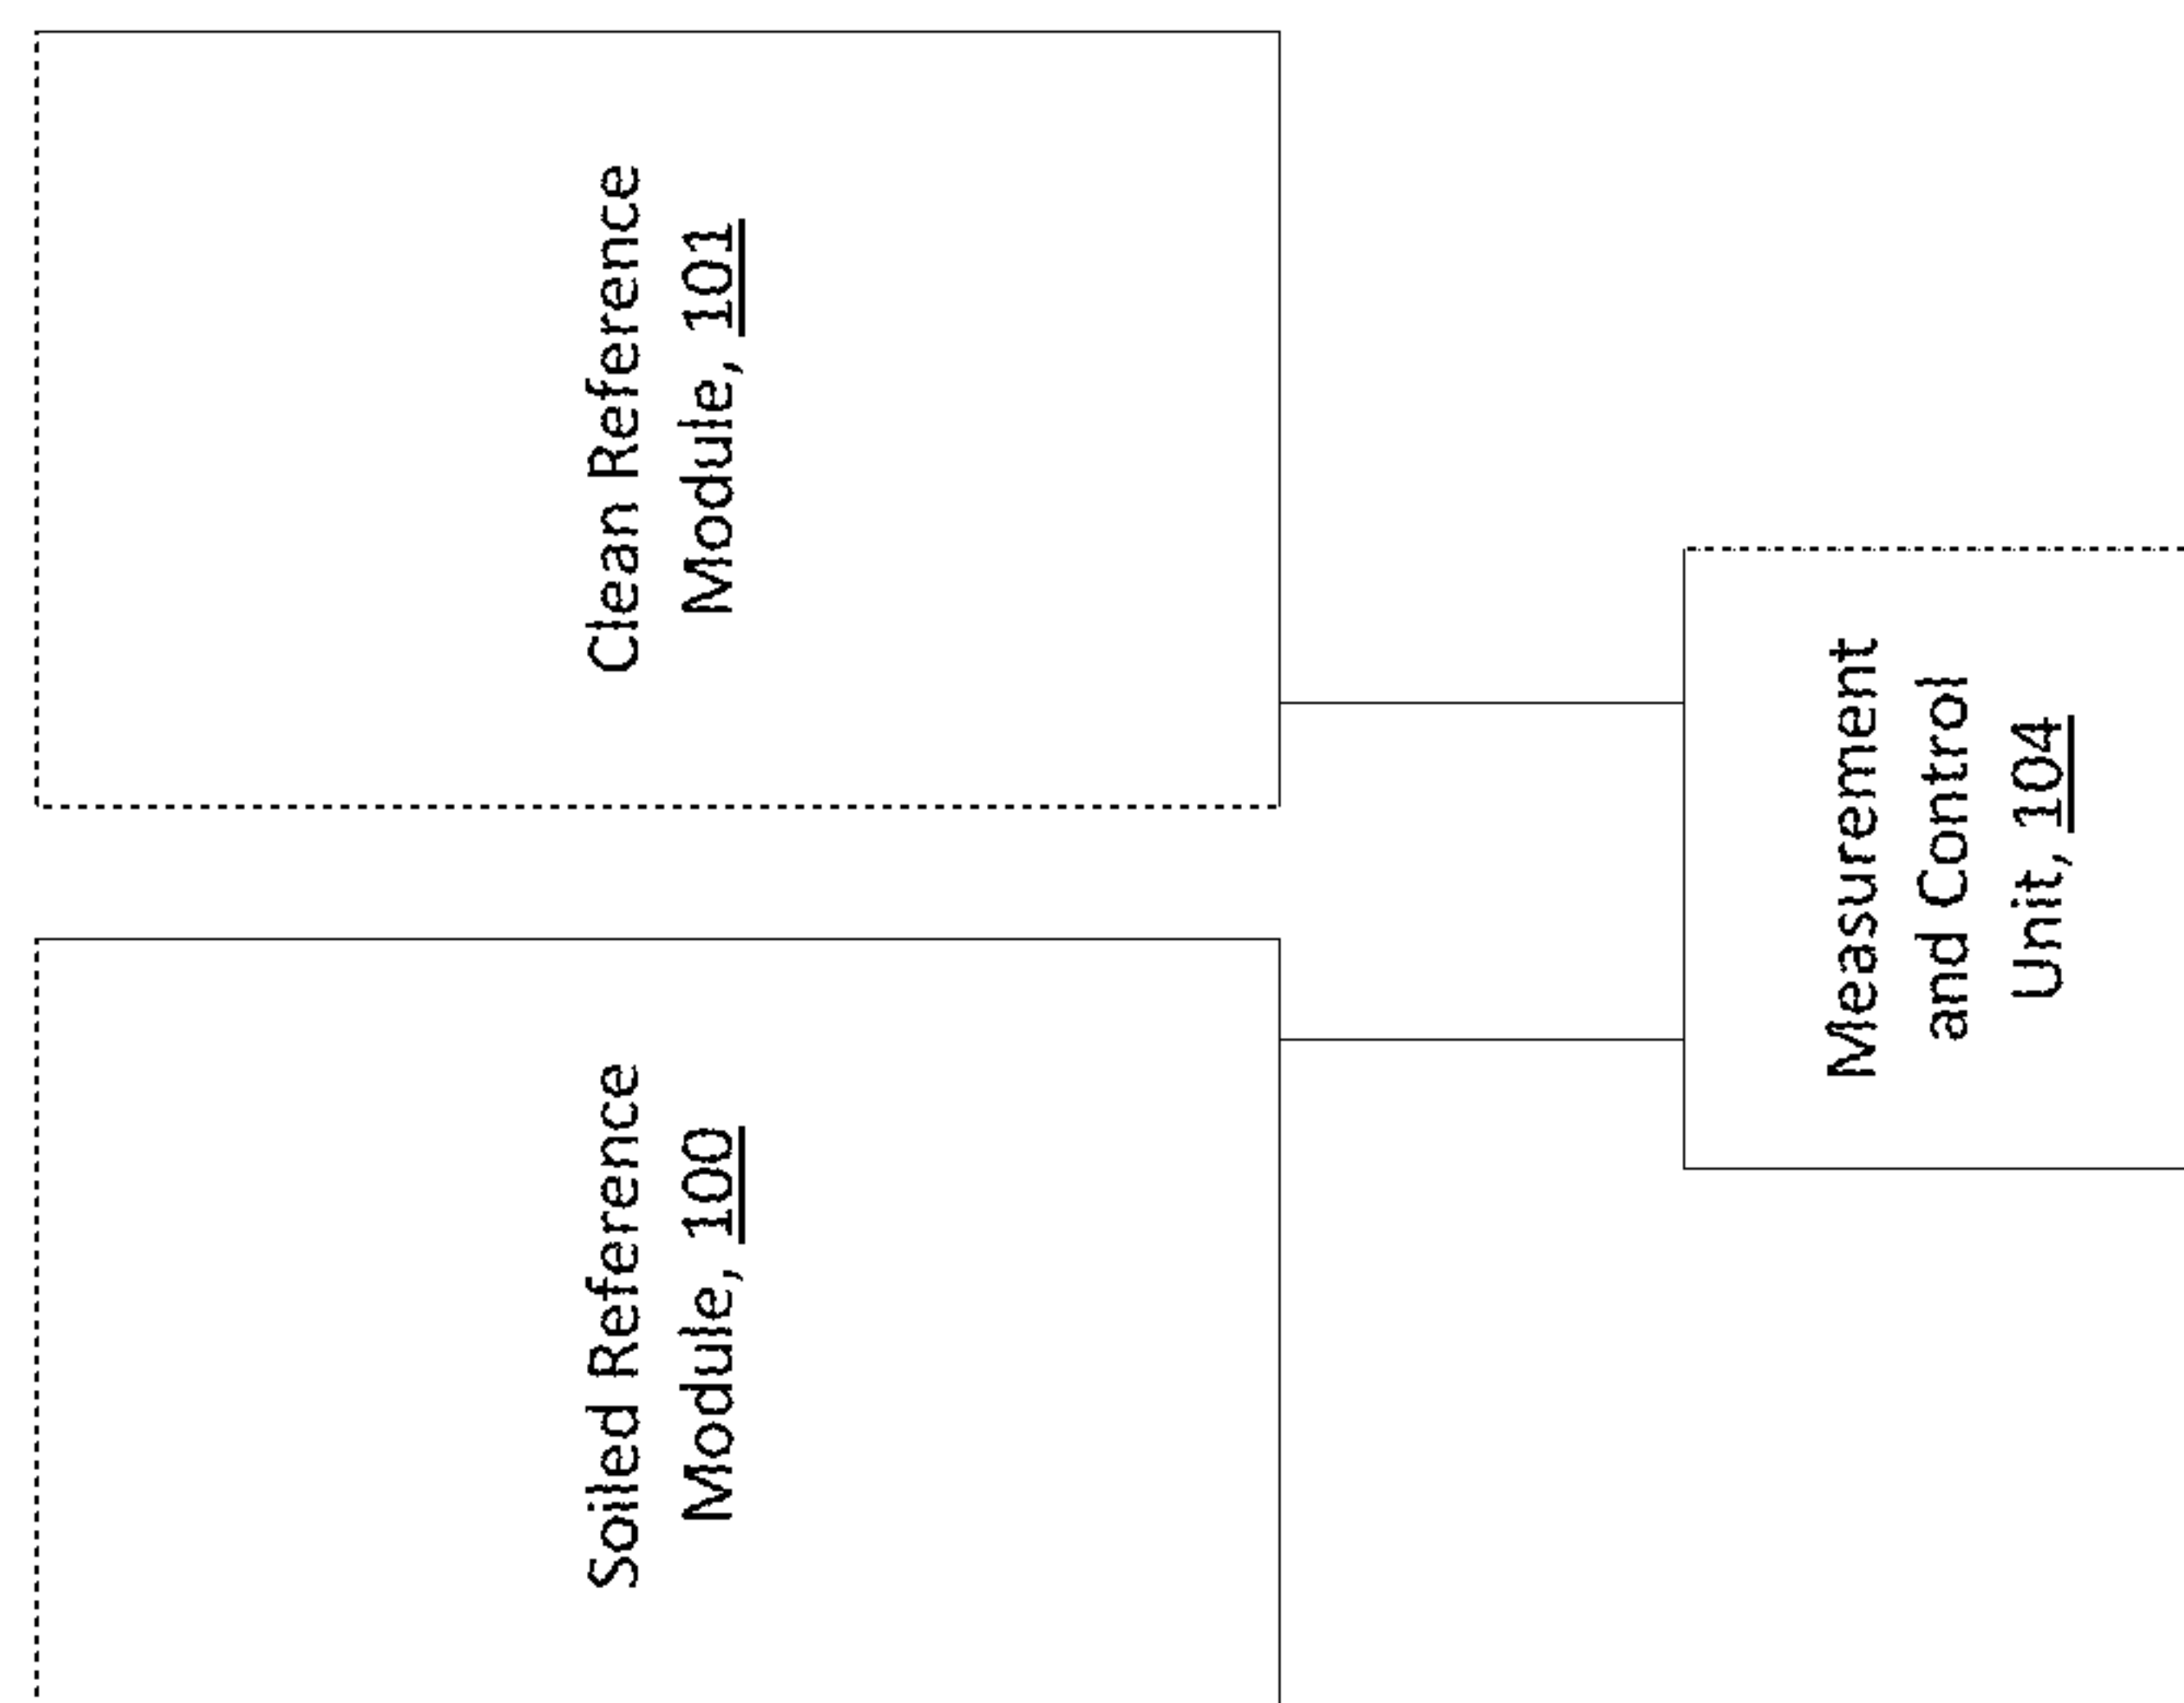 Soiled Reference
Module, 100
Clean Reference
Module, 101
Measurement
and Control
Unit, 104